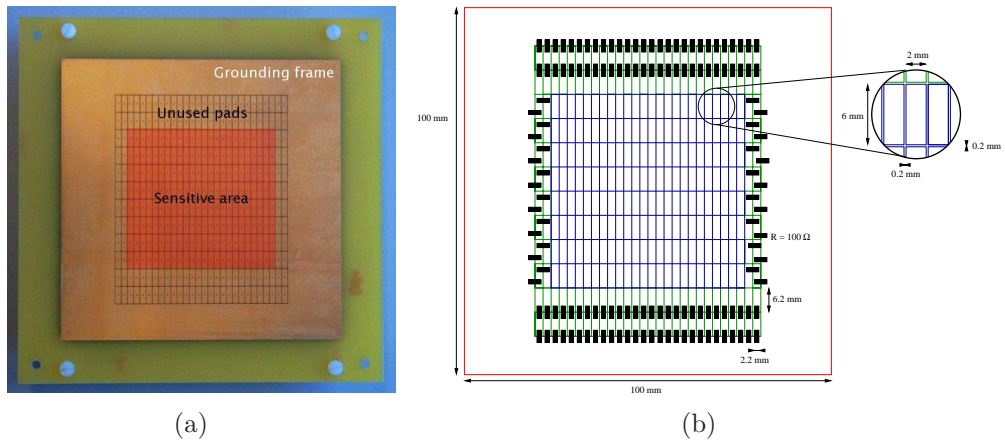 Grounding frame
Unused pads
Sensitive area
(a)
100 mm
2 mm
6 mm
0.2 mm
0.2 mm
R = 100 Ω
6.2 mm
2.2 mm
100 mm
(b)